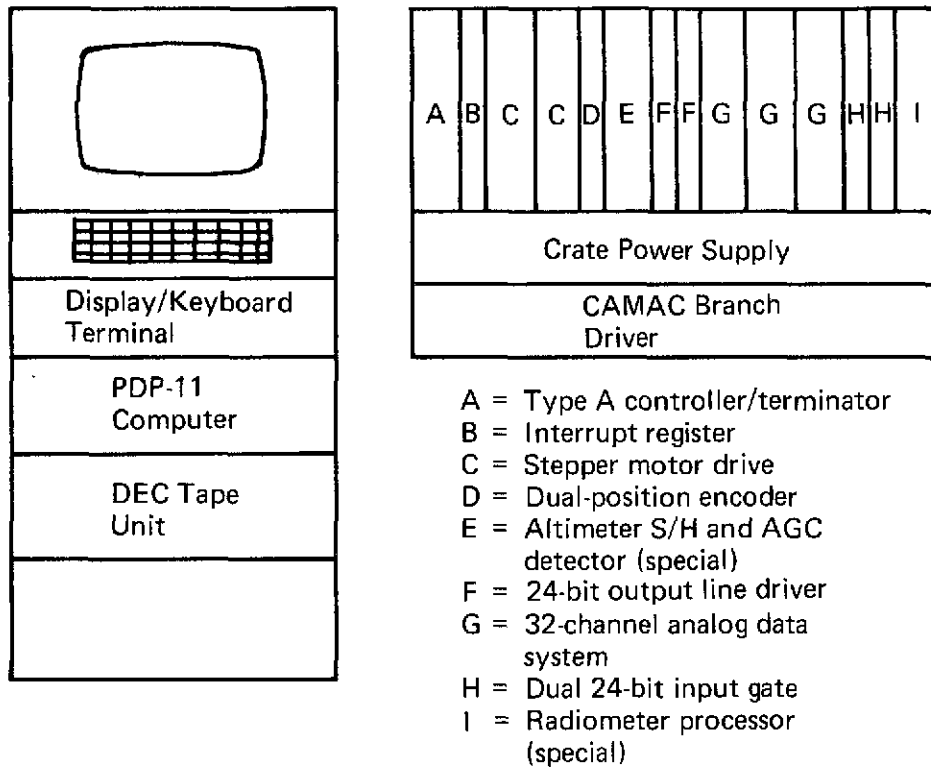 Display/Keyboard
Terminal
PDP-11
Computer
DEC Tape
Unit
A B C C D E F F G G G H H I
Crate Power Supply
CAMAC Branch
Driver
A = Type A controller/terminator
B = Interrupt register
C = Stepper motor drive
D = Dual-position encoder
E = Altimeter S/H and AGC
detector (special)
F = 24-bit output line driver
G = 32-channel analog data
system
H = Dual 24-bit input gate
I = Radiometer processor
(special)